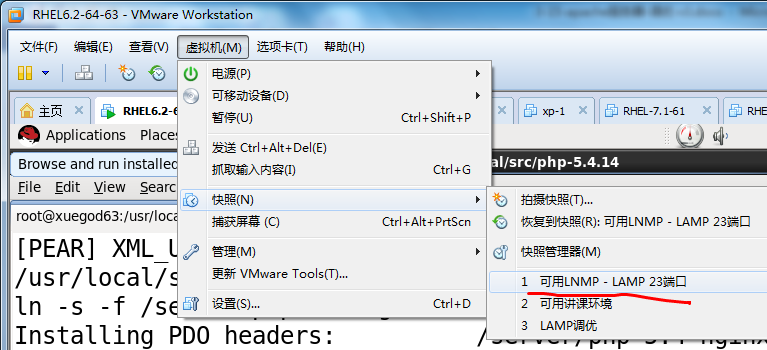 RHEL6.2-64-63 - VMware Workstation
文件(F) 编辑(E) 查看(V) 虚拟机(M) 选项卡(T) 帮助(H)
主页 RHEL6.2-6 xp-1 RHEL-7.1-61 RHE
Applications Places
Browse and run installed al/src/php-5.4.14
File Edit View Searc
root@xuegod63:/usr/loca
[PEAR] XML_U
/usr/local/s
ln -s -f /se
Installing PDO headers:
电源(P)
可移动设备(D)
暂停(U) Ctrl+Shift+P
发送 Ctrl+Alt+Del(E)
抓取输入内容(I) Ctrl+G
快照(N)
捕获屏幕 (C) Ctrl+Alt+PrtScn
管理(M)
更新 VMware Tools(T)...
设置(S)... Ctrl+D
拍摄快照(T)...
恢复到快照(R): 可用LNMP - LAMP 23端口
快照管理器(M)
1 可用LNMP - LAMP 23端口
2 可用讲课环境
3 LAMP调优